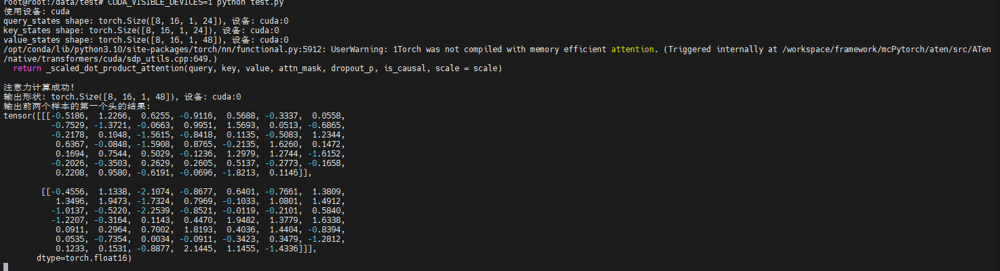 root@root:/data/test# CUDA_VISIBLE_DEVICES=1 python test.py
使用设备: cuda
query_states shape: torch.Size([8, 16, 1, 24]), 设备: cuda:0
key_states shape: torch.Size([8, 16, 1, 24]), 设备: cuda:0
value_states shape: torch.Size([8, 16, 1, 48]), 设备: cuda:0
/opt/conda/lib/python3.10/site-packages/torch/nn/functional.py:5912: UserWarning: 1Torch was not compiled with memory efficient attention. (Triggered internally at /workspace/framework/mcPytorch/aten/src/ATen
/native/transformers/cuda/sdp_utils.cpp:649.)
  return _scaled_dot_product_attention(query, key, value, attn_mask, dropout_p, is_causal, scale = scale)

注意力计算成功!
输出形状: torch.Size([8, 16, 1, 48]), 设备: cuda:0
输出前两个样本的第一个头的结果:
tensor([[[-0.5186,  1.2266,  0.6255, -0.9116,  0.5688, -0.3337,  0.0558,
          -0.7529, -1.3721, -0.0663,  0.9951,  1.5693,  0.0513, -0.6865,
          -0.2178,  0.1048, -1.5615, -0.8418,  0.1135, -0.5083,  1.2344,
           0.6367, -0.0848, -1.5908,  0.8765, -0.2135,  1.6260,  0.1472,
           0.1694,  0.7544,  0.5029, -0.1236,  1.2979,  1.2744, -1.6152,
          -0.2026, -0.3503,  0.2629,  0.2605,  0.5137, -0.2773, -0.1658,
           0.2208,  0.9580, -0.6191, -0.0696, -1.8213,  0.1146]],

        [[-0.4556,  1.1338, -2.1074, -0.8677,  0.6401, -0.7661,  1.3809,
           1.3496,  1.9473, -1.7324,  0.7969, -0.1033,  1.0801,  1.4912,
          -1.0137, -0.5220, -2.2539, -0.8521, -0.0119, -0.2101,  0.5840,
          -1.2207, -0.3164,  0.1143,  0.4470,  1.9482,  1.3779,  1.6338,
           0.0911,  0.2964,  0.7002,  1.8193,  0.4036,  1.4404, -0.8394,
           0.0535, -0.7354,  0.0034, -0.0911, -0.3423,  0.3479, -1.2812,
           0.1233,  0.1531, -0.8877,  2.1445,  1.1455, -1.4336]]],
       dtype=torch.float16)